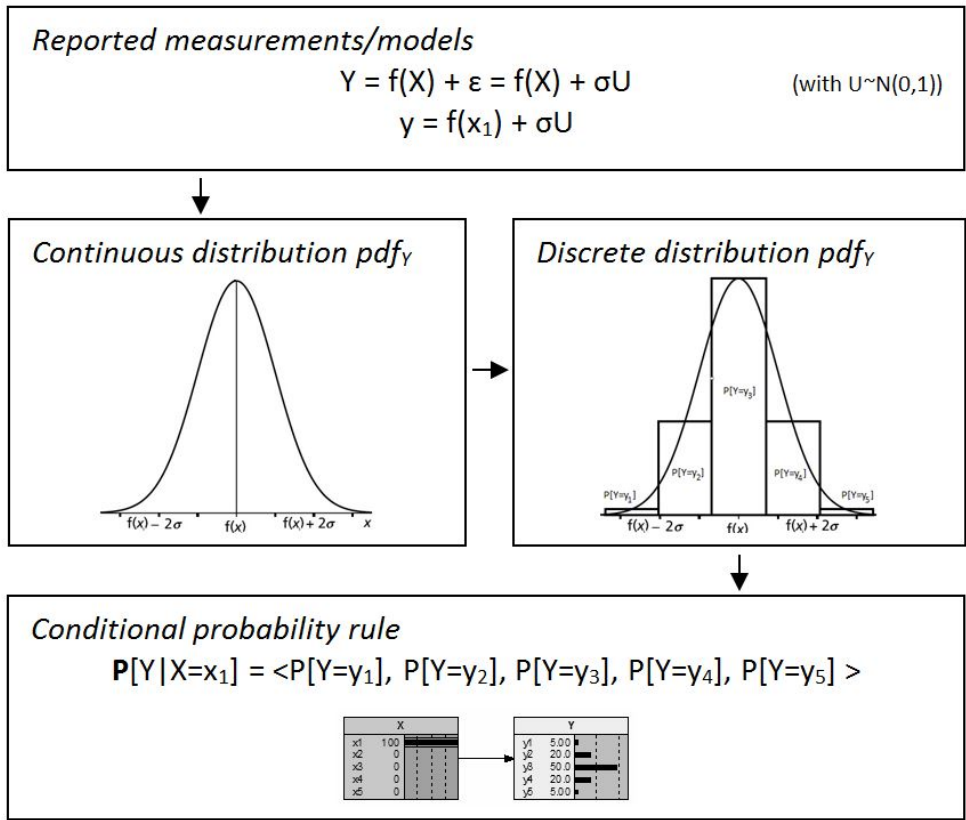 Reported measurements/models
Y = f(X) + ε = f(X) + σU (with U~N(0,1))
y = f(x₁) + σU
Continuous distribution pdfY
f(x) − 2σ f(x) f(x) + 2σ x
Discrete distribution pdfY
P[Y=y₃]
P[Y=y₂] P[Y=y₄]
P[Y=y₁] P[Y=y₅]
f(x) − 2σ f(x) f(x) + 2σ
Conditional probability rule
P[Y|X=x₁] = <P[Y=y₁], P[Y=y₂], P[Y=y₃], P[Y=y₄], P[Y=y₅] >
X
x1 100
x2 0
x3 0
x4 0
x5 0
Y
y1 5.00
y2 20.0
y3 50.0
y4 20.0
y5 5.00